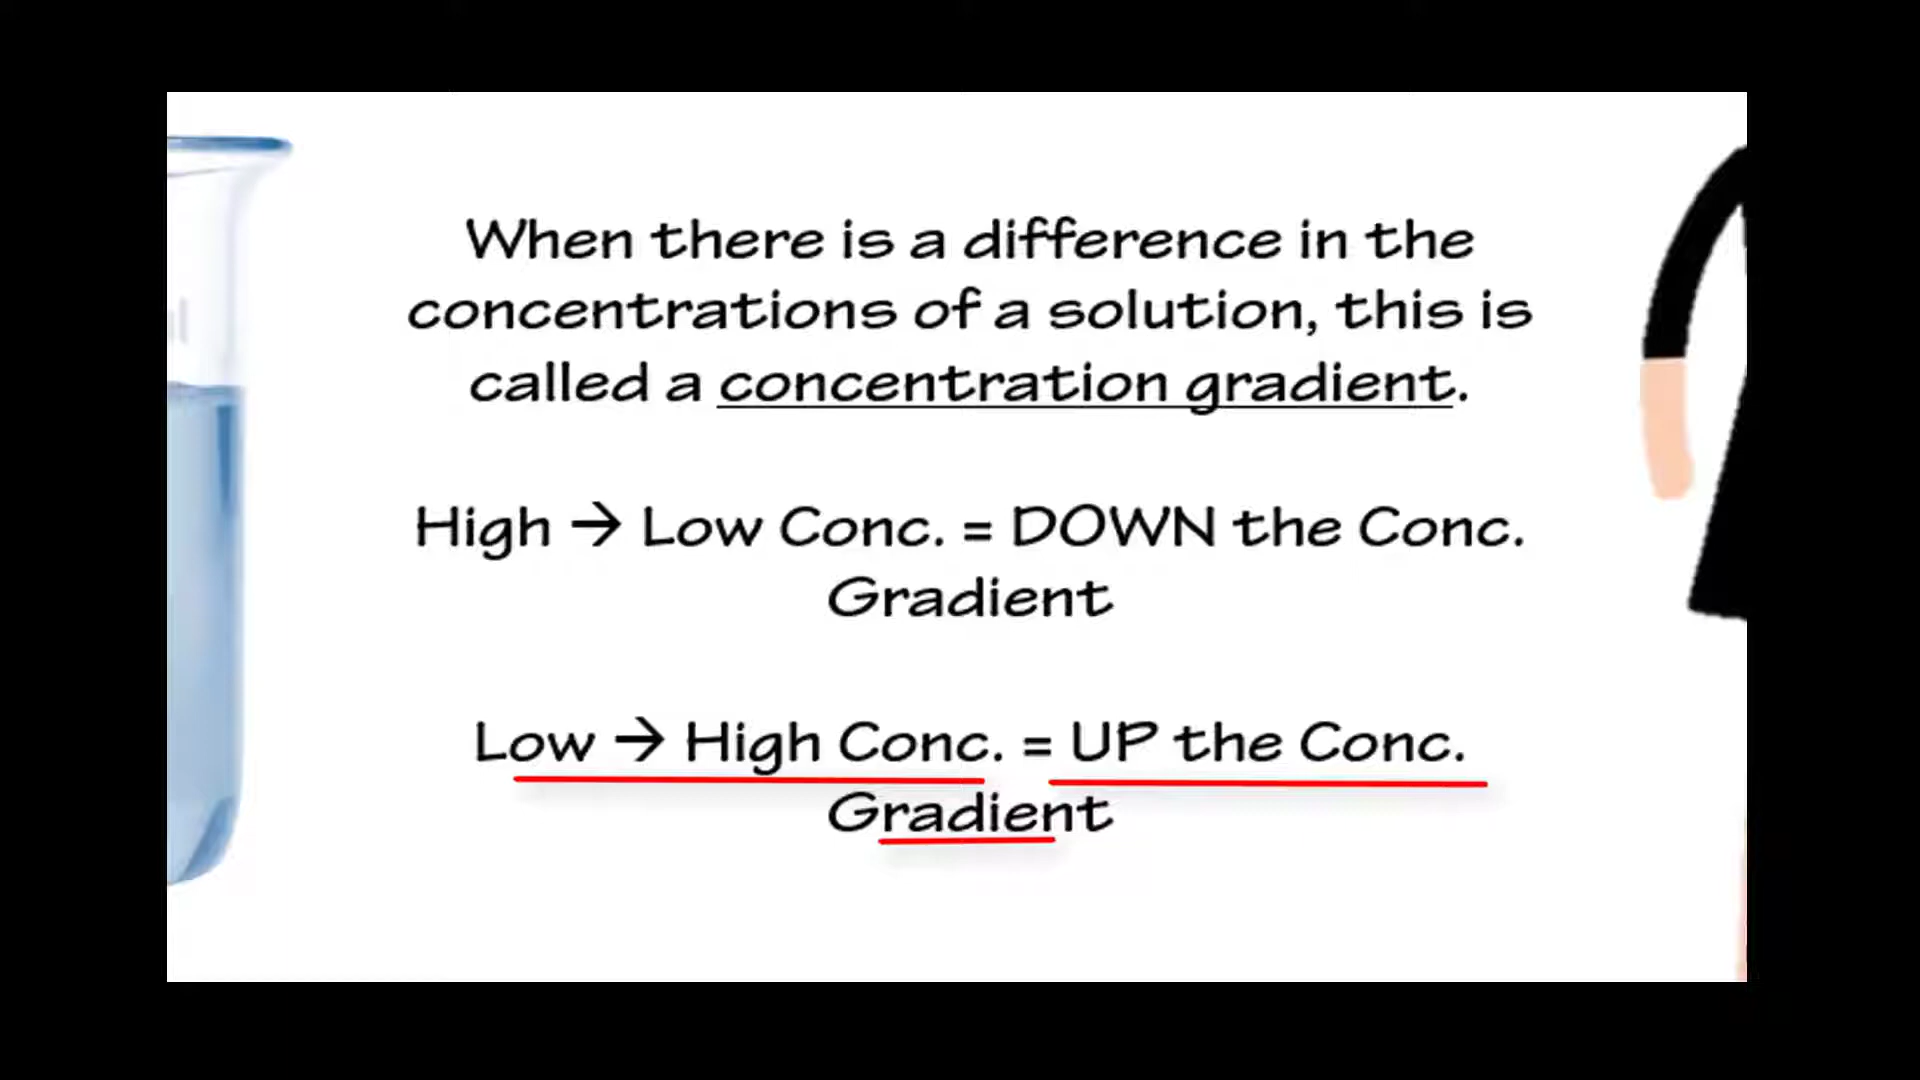 When there is a difference in the
concentrations of a solution, this is
called a concentration gradient.
High → Low Conc. = DOWN the Conc.
Gradient
Low → High Conc. = UP the Conc.
Gradient